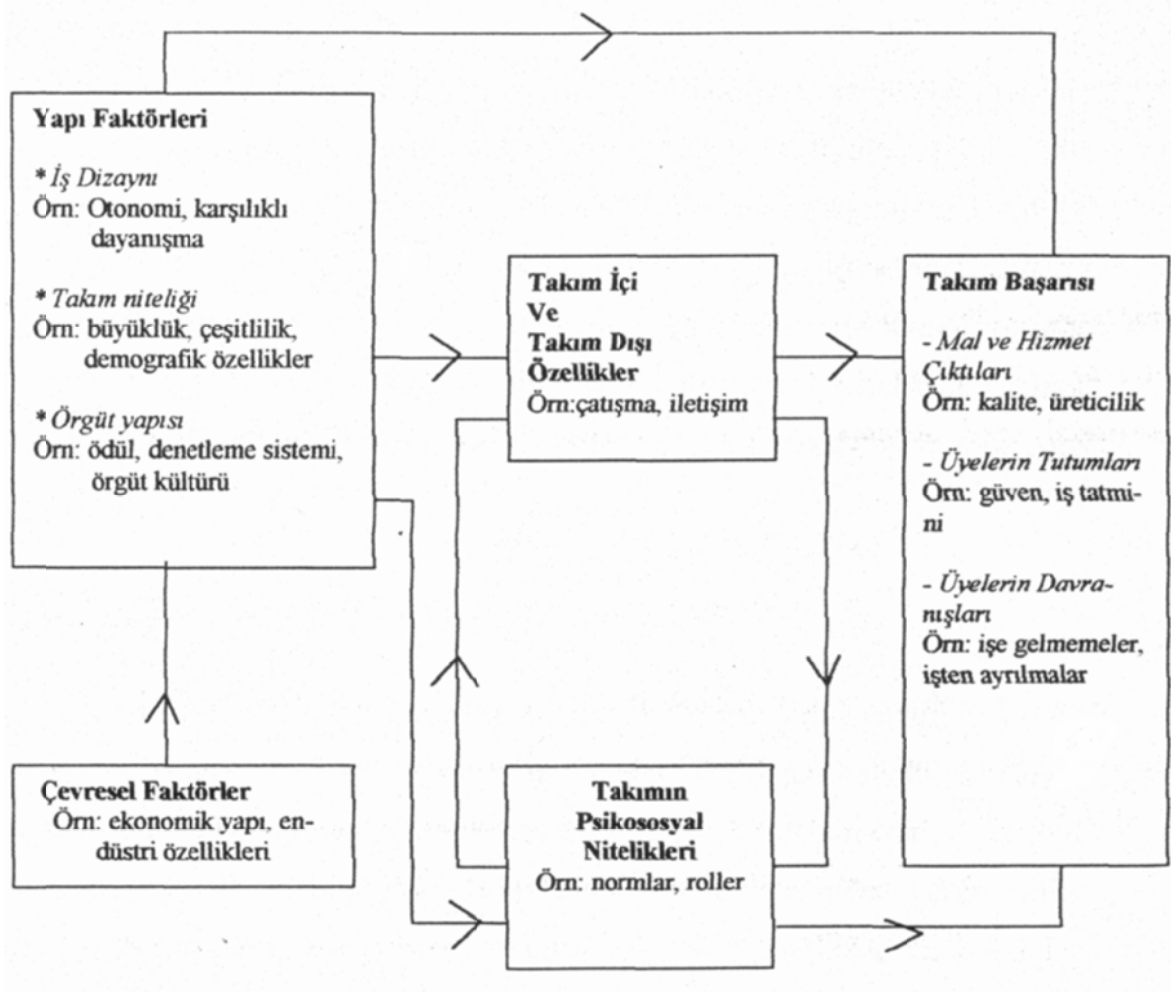 Yapı Faktörleri
* İş Dizaynı
Örn: Otonomi, karşılıklı
dayanışma
* Takım niteliği
Örn: büyüklük, çeşitlilik,
demografik özellikler
* Örgüt yapısı
Örn: ödül, denetleme sistemi,
örgüt kültürü
Çevresel Faktörler
Örn: ekonomik yapı, en-
düstri özellikleri
Takım İçi
Ve
Takım Dışı
Özellikler
Örn:çatışma, iletişim
Takımın
Psikososyal
Nitelikleri
Örn: normlar, roller
Takım Başarısı
- Mal ve Hizmet
Çıktıları
Örn: kalite, üreticilik
- Üyelerin Tutumları
Örn: güven, iş tatmi-
ni
- Üyelerin Davra-
nışları
Örn: işe gelmemeler,
işten ayrılmalar